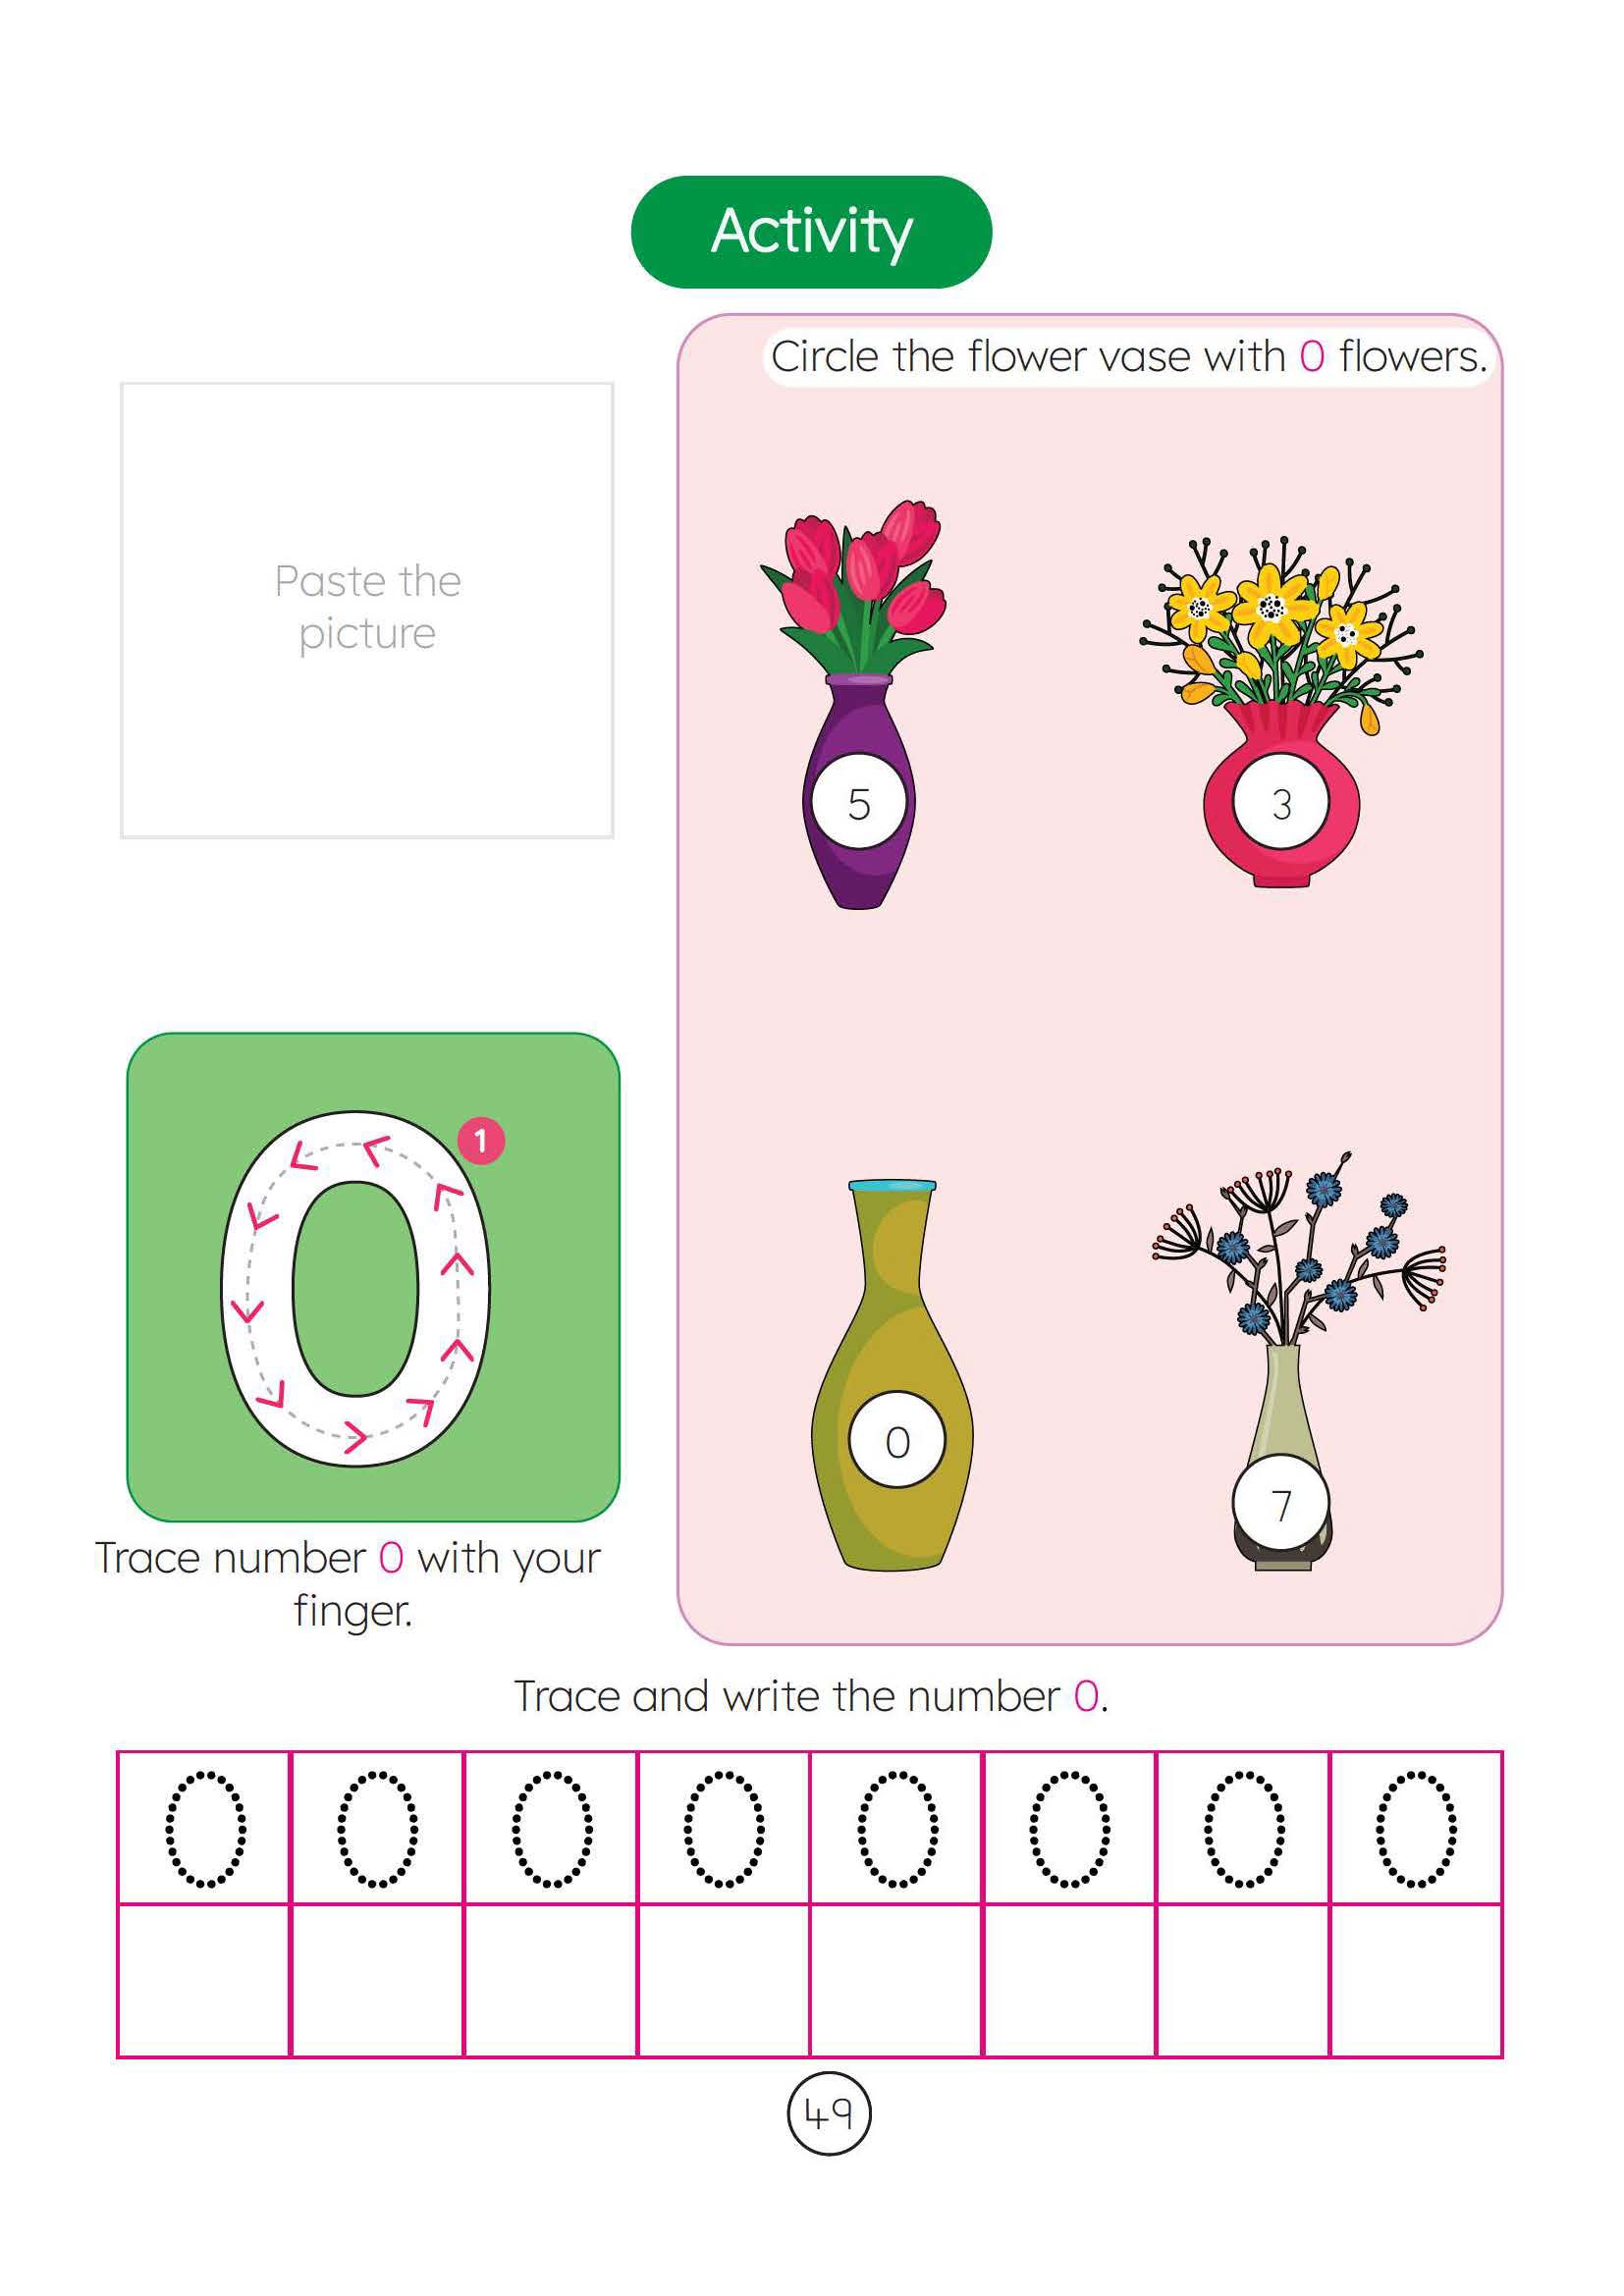 Activity
Circle the flower vase with 0 flowers.
Paste the
picture
5
3
1
0
0
7
Trace number 0 with your
finger.
Trace and write the number 0.
0 0 0 0 0 0 0 0
49